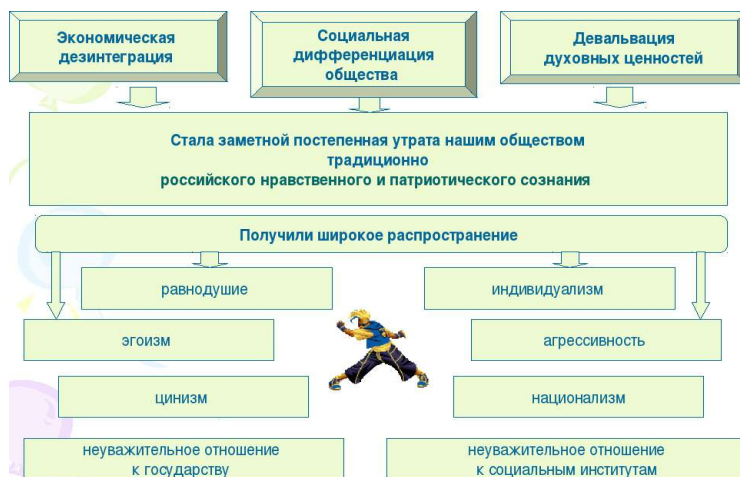 Экономическая
дезинтеграция
Социальная
дифференциация
общества
Девальвация
духовных ценностей
Стала заметной постепенная утрата нашим обществом
традиционно
российского нравственного и патриотического сознания
Получили широкое распространение
равнодушие
индивидуализм
эгоизм
агрессивность
цинизм
национализм
неуважительное отношение
к государству
неуважительное отношение
к социальным институтам